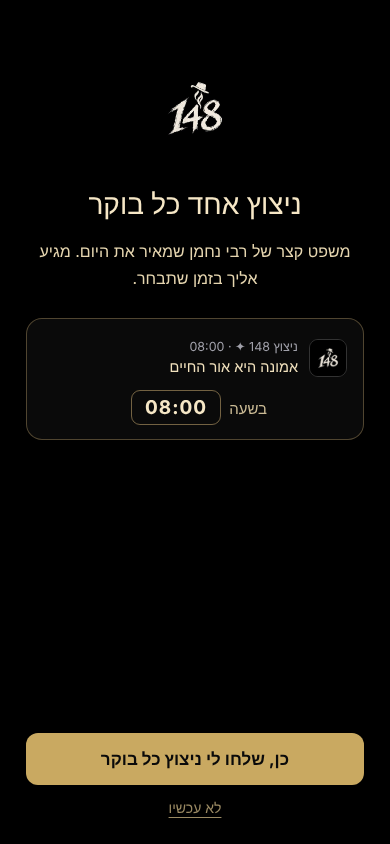 148
ניצוץ אחד כל בוקר
משפט קצר של רבי נחמן שמאיר את היום. מגיע
אליך בזמן שתבחר.
148
ניצוץ 148 ✦ · 08:00
אמונה היא אור החיים
בשעה 08:00
כן, שלחו לי ניצוץ כל בוקר
לא עכשיו